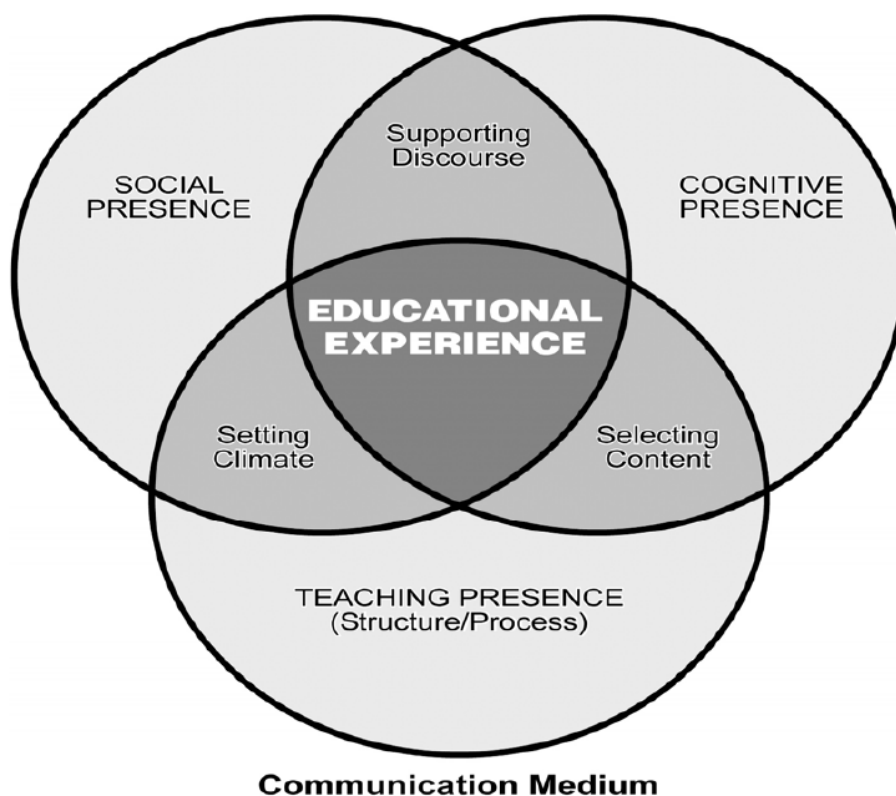 Supporting
Discourse
SOCIAL
PRESENCE
COGNITIVE
PRESENCE
EDUCATIONAL
EXPERIENCE
Setting
Climate
Selecting
Content
TEACHING PRESENCE
(Structure/Process)
Communication Medium